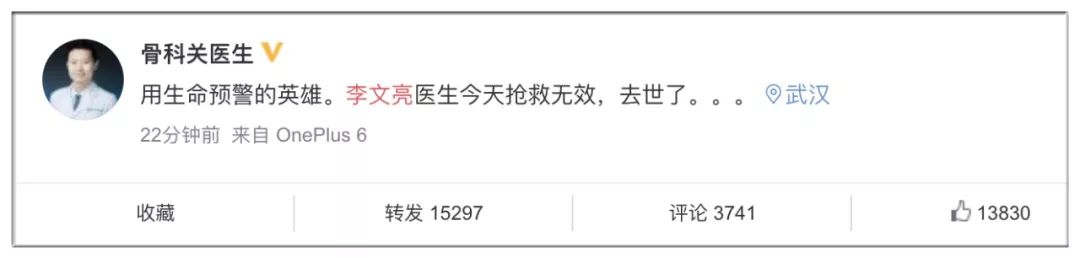 骨科关医生
用生命预警的英雄。李文亮医生今天抢救无效，去世了。。。 武汉
22分钟前 来自 OnePlus 6
收藏 转发 15297 评论 3741 13830